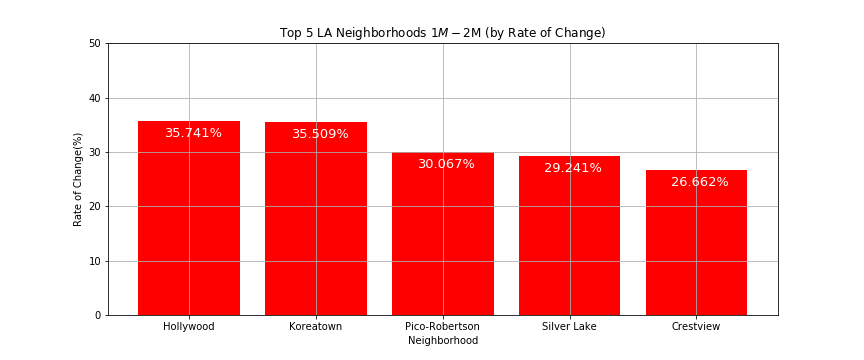 Top 5 LA Neighborhoods 1M − 2M (by Rate of Change)
50
40
30
20
10
0
Rate of Change(%)
35.741%
35.509%
30.067%
29.241%
26.662%
Hollywood
Koreatown
Pico-Robertson
Silver Lake
Crestview
Neighborhood